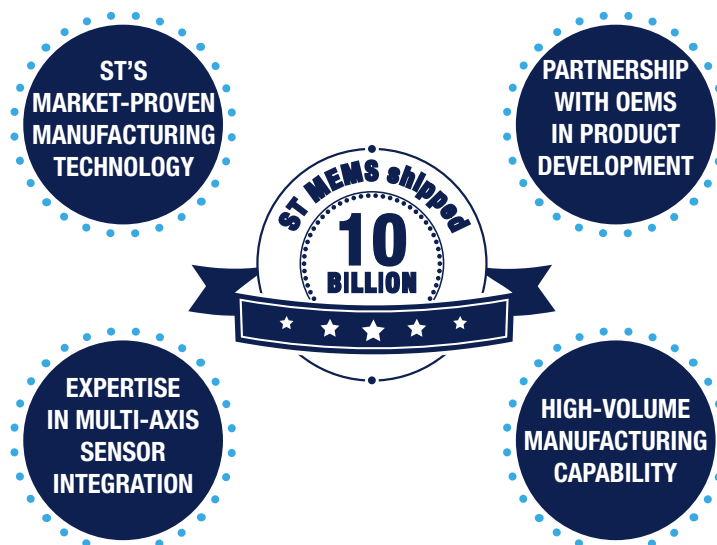 ST'S
MARKET-PROVEN
MANUFACTURING
TECHNOLOGY
PARTNERSHIP
WITH OEMS
IN PRODUCT
DEVELOPMENT
ST MEMS shipped
10
BILLION
EXPERTISE
IN MULTI-AXIS
SENSOR
INTEGRATION
HIGH-VOLUME
MANUFACTURING
CAPABILITY